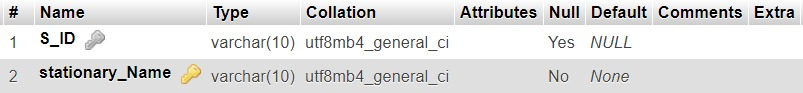 # Name Type Collation Attributes Null Default Comments Extra
1 S_ID varchar(10) utf8mb4_general_ci Yes NULL
2 stationary_Name varchar(10) utf8mb4_general_ci No None